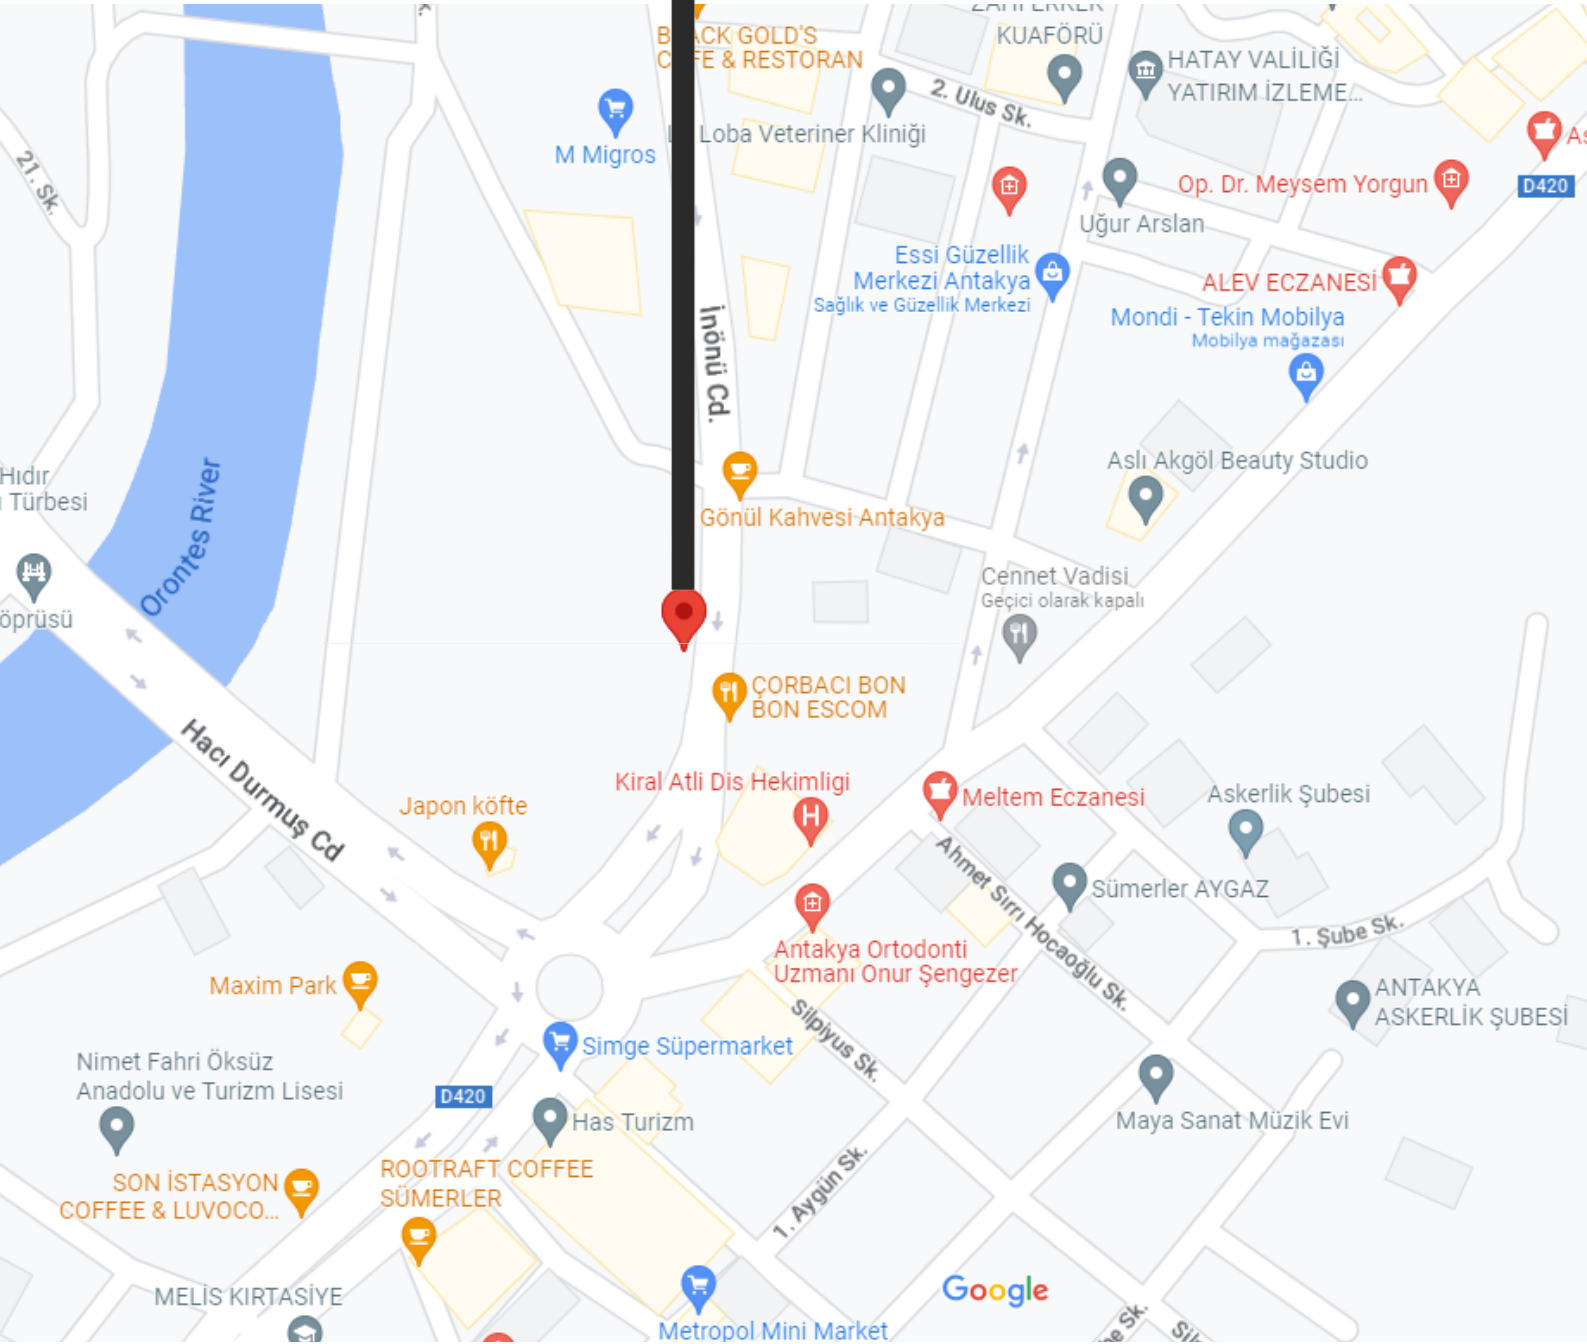 KUAFÖRÜ
CK GOLD'S
& RESTORAN
HATAY VALİLİĞİ
YATIRIM İZLEME...
2. Ulus Sk.
Loba Veteriner Kliniği
M Migros
21. Sk.
Op. Dr. Meysem Yorgun
D420
Uğur Arslan
Essi Güzellik
Merkezi Antakya
Sağlık ve Güzellik Merkezi
ALEV ECZANESİ
Mondi - Tekin Mobilya
Mobilya mağazası
İnönü Cd.
Aslı Akgöl Beauty Studio
Hıdır
Türbesi
Gönül Kahvesi Antakya
Orontes River
Cennet Vadisi
Geçici olarak kapalı
öprüsü
ÇORBACI BON
BON ESCOM
Hacı Durmuş Cd
Kiral Atli Dis Hekimligi
Japon köfte
Meltem Eczanesi
Askerlik Şubesi
Ahmet Sırrı Hocaoğlu Sk.
Sümerler AYGAZ
1. Şube Sk.
Antakya Ortodonti
Uzmanı Onur Şengezer
Maxim Park
ANTAKYA
ASKERLİK ŞUBESİ
Silpiyus Sk.
Simge Süpermarket
Nimet Fahri Öksüz
Anadolu ve Turizm Lisesi
D420
Has Turizm
Maya Sanat Müzik Evi
ROOTRAFT COFFEE
SÜMERLER
SON İSTASYON
COFFEE & LUVOCO...
1. Aygün Sk.
MELİS KIRTASİYE
Google
Metropol Mini Market